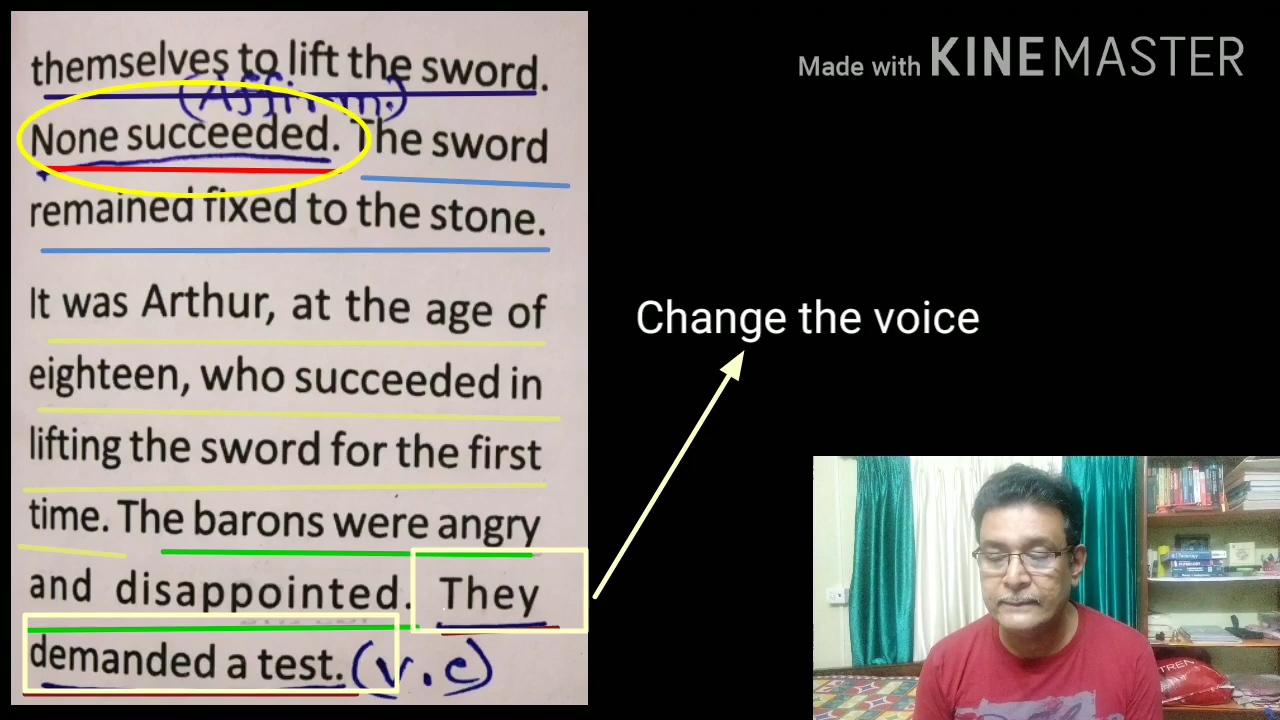 themselves to lift the sword.
(Affirm.)
None succeeded. The sword
remained fixed to the stone.
It was Arthur, at the age of
eighteen, who succeeded in
lifting the sword for the first
time. The barons were angry
and disappointed. They
demanded a test. (v.c)
Made with KINEMASTER
Change the voice
TREN